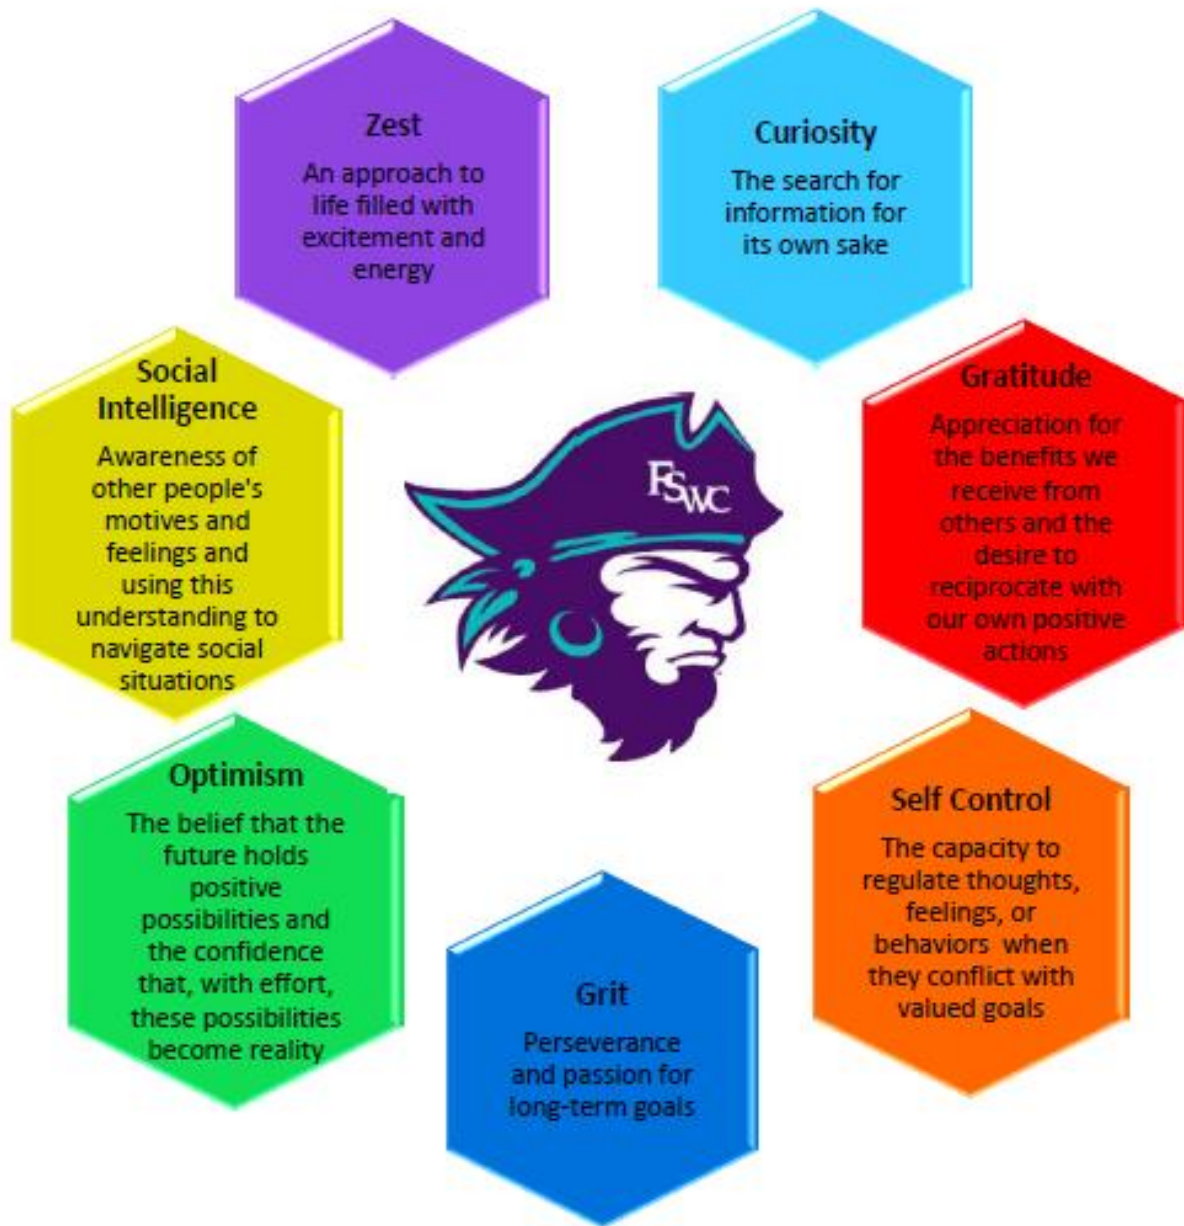 Zest
An approach to
life filled with
excitement and
energy
Curiosity
The search for
information for
its own sake
Social
Intelligence
Awareness of
other people's
motives and
feelings and
using this
understanding to
navigate social
situations
FSWC
Gratitude
Appreciation for
the benefits we
receive from
others and the
desire to
reciprocate with
our own positive
actions
Optimism
The belief that the
future holds
positive
possibilities and
the confidence
that, with effort,
these possibilities
become reality
Self Control
The capacity to
regulate thoughts,
feelings, or
behaviors  when
they conflict with
valued goals
Grit
Perseverance
and passion for
long-term goals